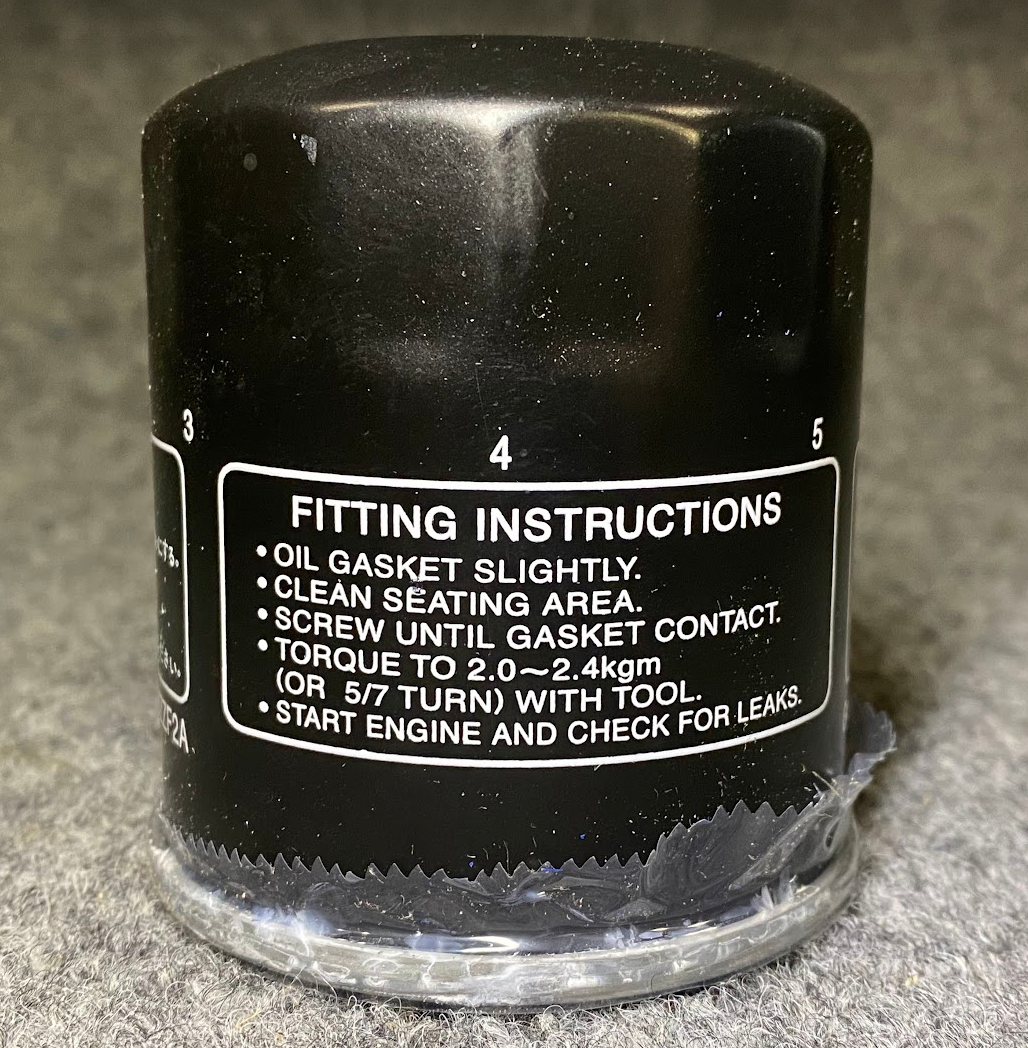 3
4
5
FITTING INSTRUCTIONS
• OIL GASKET SLIGHTLY.
• CLEAN SEATING AREA.
• SCREW UNTIL GASKET CONTACT.
• TORQUE TO 2.0～2.4kgm
(OR 5/7 TURN) WITH TOOL.
• START ENGINE AND CHECK FOR LEAKS.